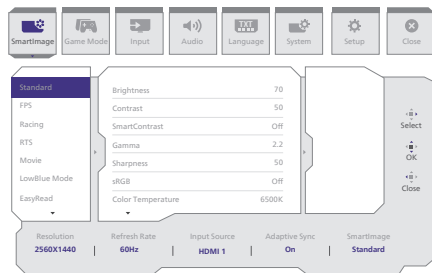 SmartImage
Game Mode
Input
Audio
TXT
Language
System
Setup
Close
Standard
FPS
Racing
RTS
Movie
LowBlue Mode
EasyRead
Brightness 70
Contrast 50
SmartContrast Off
Gamma 2.2
Sharpness 50
sRGB Off
Color Temperature 6500K
Select
OK
Close
Resolution Refresh Rate Input Source Adaptive Sync SmartImage
2560X1440 | 60Hz | HDMI 1 | On | Standard